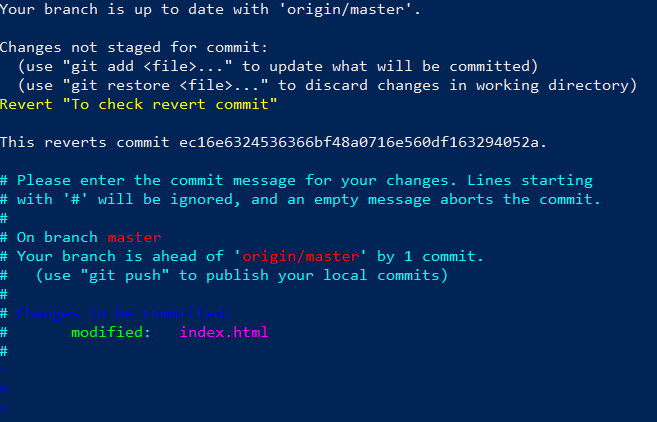 Your branch is up to date with 'origin/master'.
Changes not staged for commit:
(use "git add <file>..." to update what will be committed)
(use "git restore <file>..." to discard changes in working directory)
Revert "To check revert commit"
This reverts commit ec16e6324536366bf48a0716e560df163294052a.
# Please enter the commit message for your changes. Lines starting
# with '#' will be ignored, and an empty message aborts the commit.
#
# On branch master
# Your branch is ahead of 'origin/master' by 1 commit.
#   (use "git push" to publish your local commits)
#
# Changes to be committed:
#       modified:   index.html
#
~
~
~